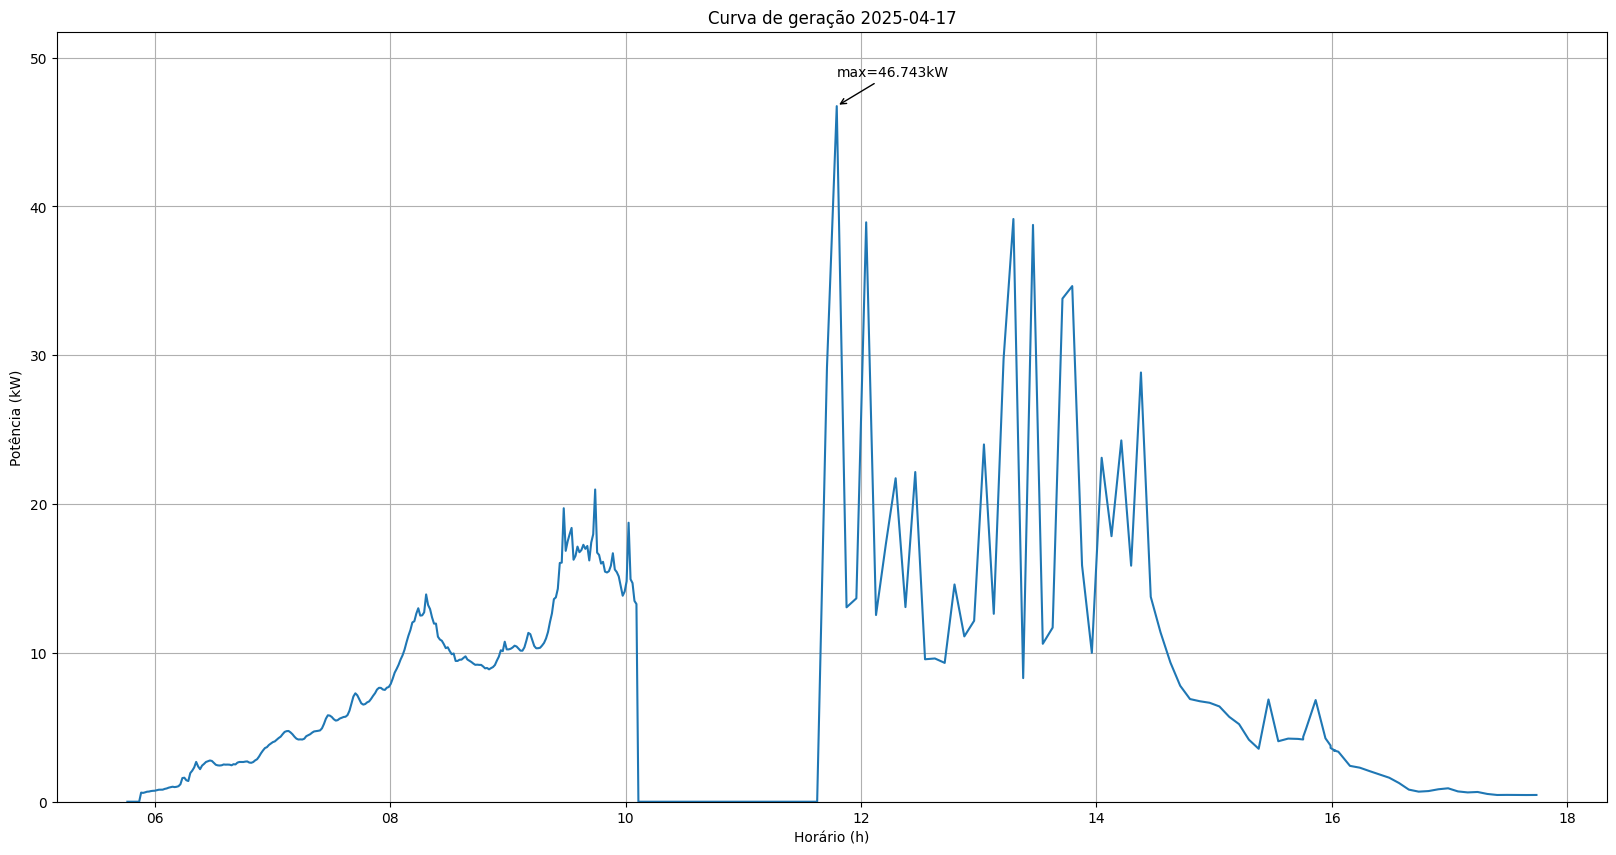 Curva de geração 2025-04-17
max=46.743kW
Potência (kW)
50
40
30
20
10
0
06 08 10 12 14 16 18
Horário (h)